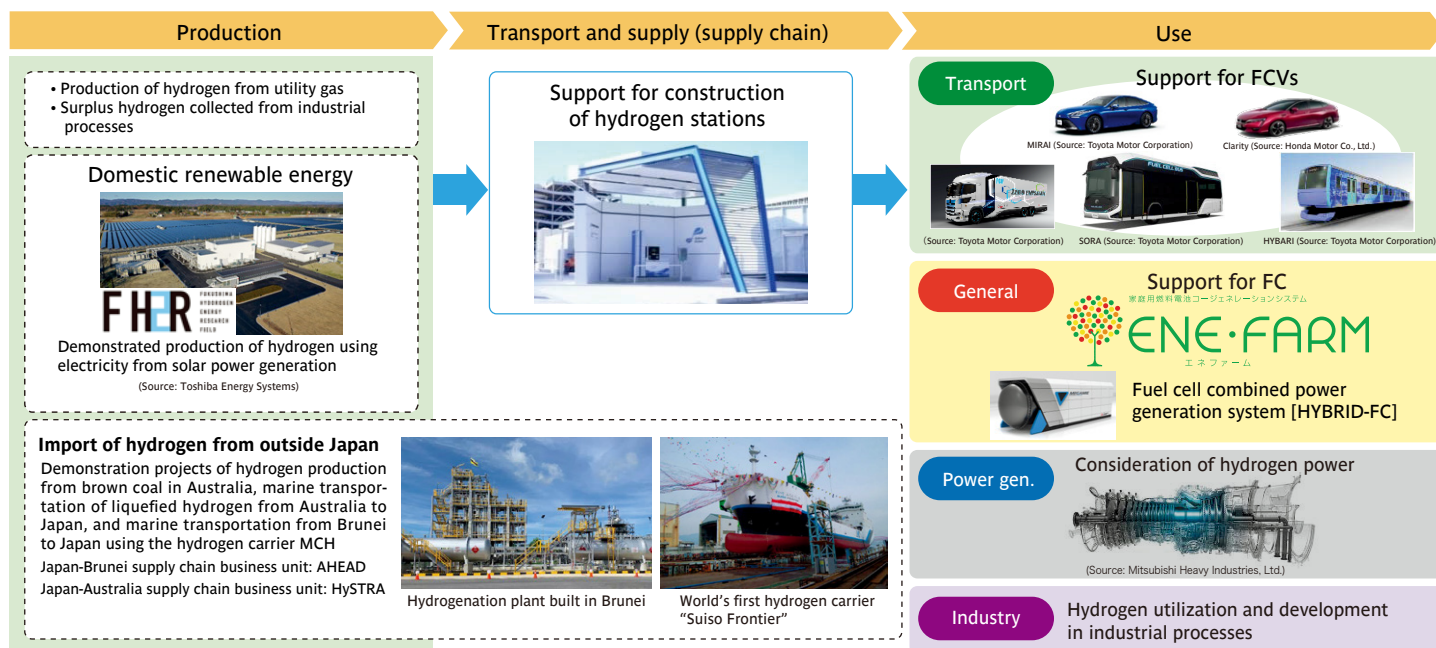 Production
Transport and supply (supply chain)
Use
• Production of hydrogen from utility gas
• Surplus hydrogen collected from industrial
processes
Domestic renewable energy
FH2R
FUKUSHIMA
HYDROGEN
ENERGY
RESEARCH
FIELD
Demonstrated production of hydrogen using
electricity from solar power generation
(Source: Toshiba Energy Systems)
Import of hydrogen from outside Japan
Demonstration projects of hydrogen production
from brown coal in Australia, marine transpor-
tation of liquefied hydrogen from Australia to
Japan, and marine transportation from Brunei
to Japan using the hydrogen carrier MCH
Japan-Brunei supply chain business unit: AHEAD
Japan-Australia supply chain business unit: HySTRA
Hydrogenation plant built in Brunei
World's first hydrogen carrier
“Suiso Frontier”
Support for construction
of hydrogen stations
Transport
Support for FCVs
MIRAI (Source: Toyota Motor Corporation)
Clarity (Source: Honda Motor Co., Ltd.)
FUEL CELL BUS
(Source: Toyota Motor Corporation)
SORA (Source: Toyota Motor Corporation)
HYBARI (Source: Toyota Motor Corporation)
General
Support for FC
家庭用燃料電池コージェネレーションシステム
ENE·FARM
エネファーム
Fuel cell combined power
generation system [HYBRID-FC]
Power gen.
Consideration of hydrogen power
(Source: Mitsubishi Heavy Industries, Ltd.)
Industry
Hydrogen utilization and development
in industrial processes